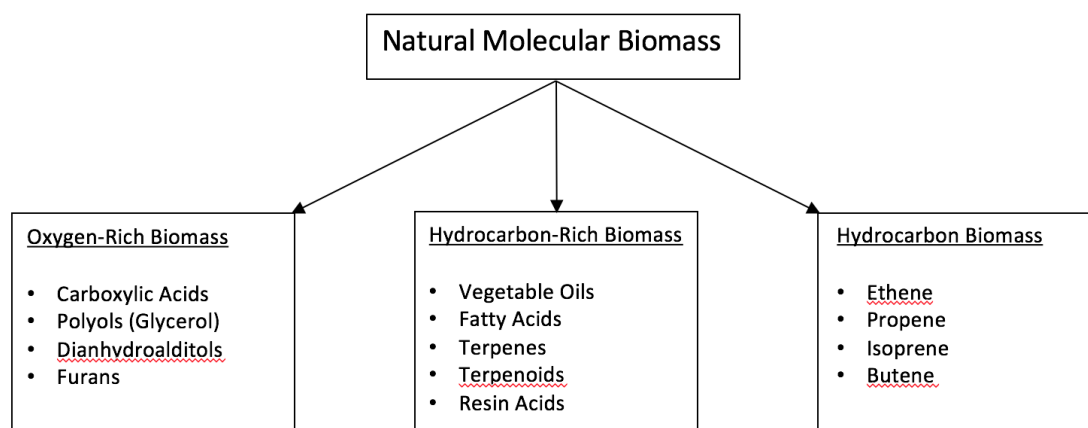 Natural Molecular Biomass
Oxygen-Rich Biomass
• Carboxylic Acids
• Polyols (Glycerol)
• Dianhydroalditols
• Furans
Hydrocarbon-Rich Biomass
• Vegetable Oils
• Fatty Acids
• Terpenes
• Terpenoids
• Resin Acids
Hydrocarbon Biomass
• Ethene
• Propene
• Isoprene
• Butene